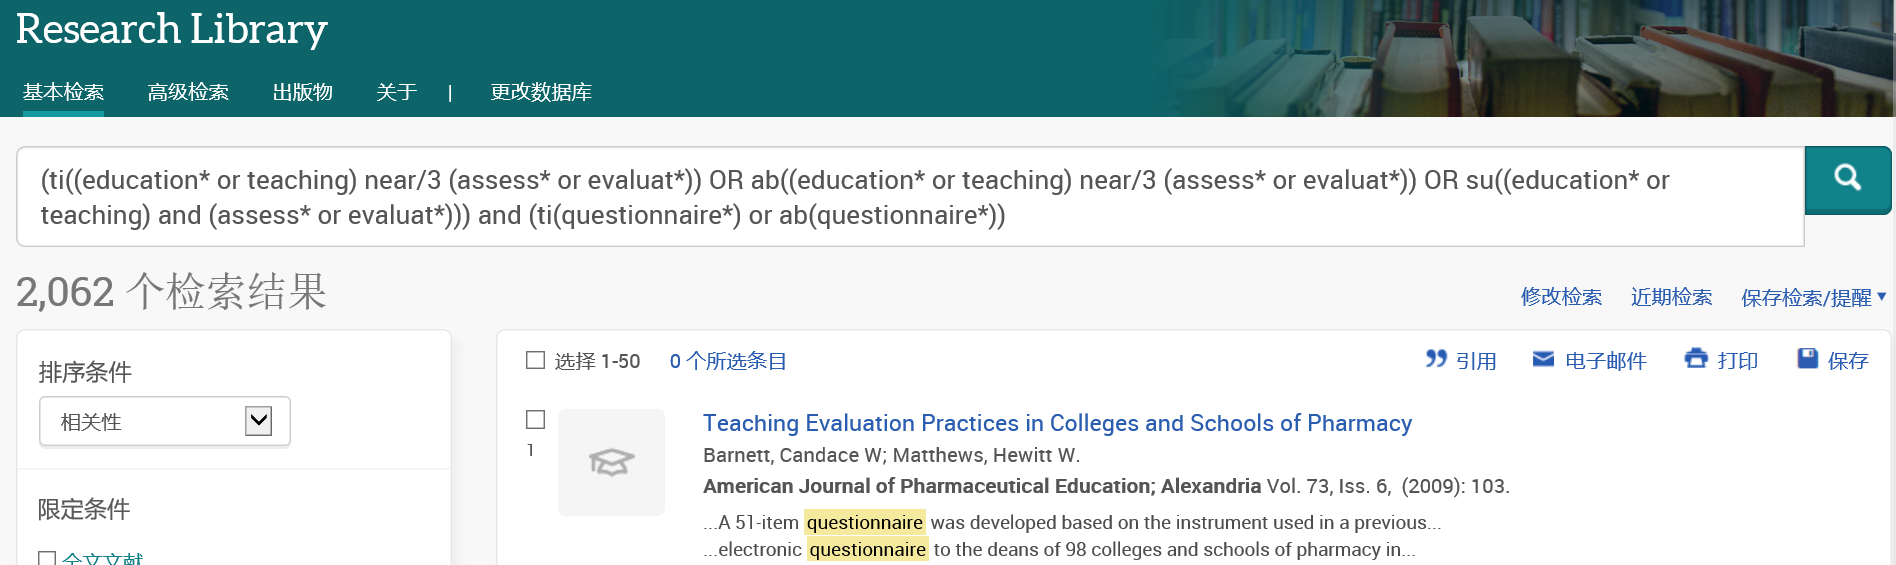 Research Library
基本检索 高级检索 出版物 关于 | 更改数据库
(ti((education* or teaching) near/3 (assess* or evaluat*)) OR ab((education* or teaching) near/3 (assess* or evaluat*)) OR su((education* or
teaching) and (assess* or evaluat*))) and (ti(questionnaire*) or ab(questionnaire*))
2,062 个检索结果
修改检索 近期检索 保存检索/提醒
排序条件
相关性
限定条件
全文文献
选择 1-50 0 个所选条目 引用 电子邮件 打印 保存
1
Teaching Evaluation Practices in Colleges and Schools of Pharmacy
Barnett, Candace W; Matthews, Hewitt W.
American Journal of Pharmaceutical Education; Alexandria Vol. 73, Iss. 6, (2009): 103.
...A 51-item questionnaire was developed based on the instrument used in a previous...
...electronic questionnaire to the deans of 98 colleges and schools of pharmacy in...